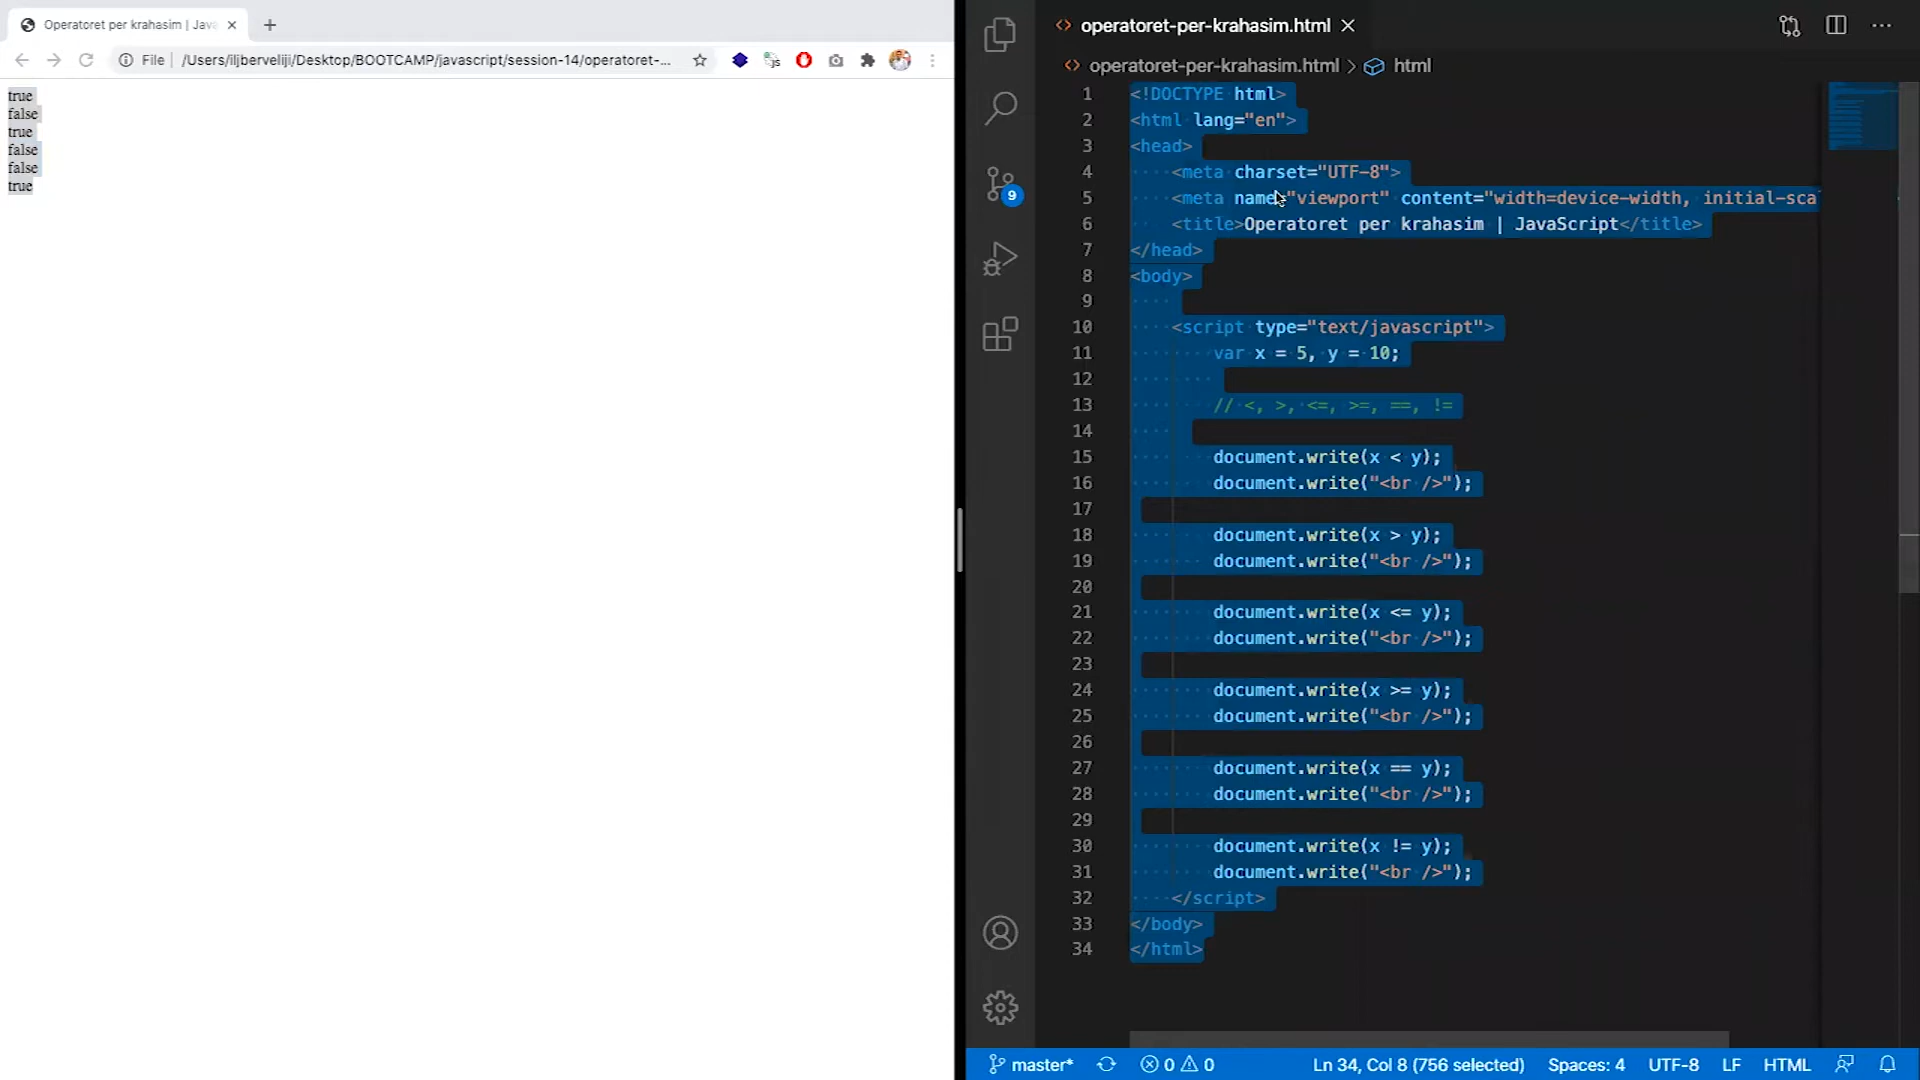 Operatoret per krahasim | Java
File
/Users/iljberveliji/Desktop/BOOTCAMP/javascript/session-14/operatoret-...
true
false
true
false
false
true
operatoret-per-krahasim.html
operatoret-per-krahasim.html > html
9
1 <!DOCTYPE html>
2 <html lang="en">
3 <head>
4 <meta charset="UTF-8">
5 <meta name="viewport" content="width=device-width, initial-sca
6 <title>Operatoret per krahasim | JavaScript</title>
7 </head>
8 <body>
9
10 <script type="text/javascript">
11 var x = 5, y = 10;
12
13 // <, >, <=, >=, ==, !=
14
15 document.write(x < y);
16 document.write("<br />");
17
18 document.write(x > y);
19 document.write("<br />");
20
21 document.write(x <= y);
22 document.write("<br />");
23
24 document.write(x >= y);
25 document.write("<br />");
26
27 document.write(x == y);
28 document.write("<br />");
29
30 document.write(x != y);
31 document.write("<br />");
32 </script>
33 </body>
34 </html>
master* 0 0 Ln 34, Col 8 (756 selected) Spaces: 4 UTF-8 LF HTML